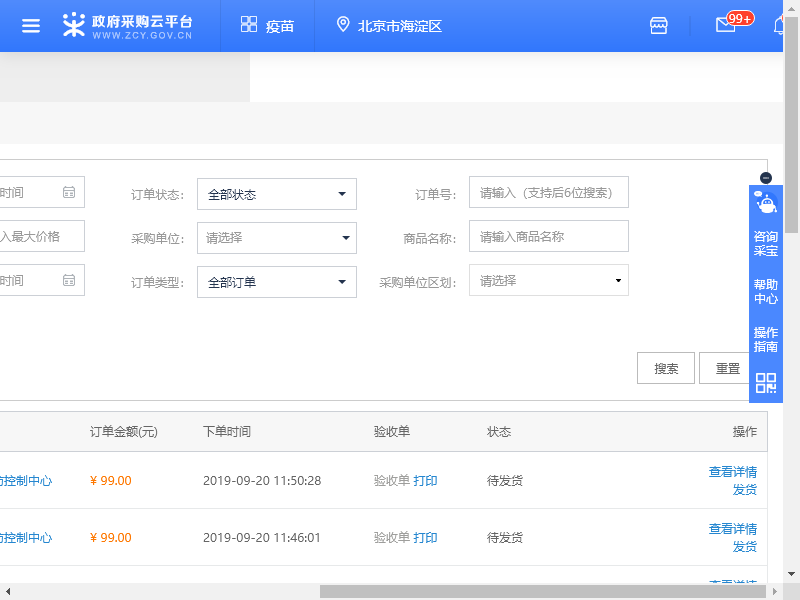 政府采购云平台
WWW.ZCY.GOV.CN
疫苗
北京市海淀区
99+
时间
订单状态:
全部状态
订单号:
请输入（支持后6位搜索）
入最大价格
采购单位:
请选择
商品名称:
请输入商品名称
时间
订单类型:
全部订单
采购单位区划:
请选择
咨询
采宝
帮助
中心
操作
指南
搜索
重置
订单金额(元)
下单时间
验收单
状态
操作
控制中心
¥ 99.00
2019-09-20 11:50:28
验收单 打印
待发货
查看详情
发货
控制中心
¥ 99.00
2019-09-20 11:46:01
验收单 打印
待发货
查看详情
发货